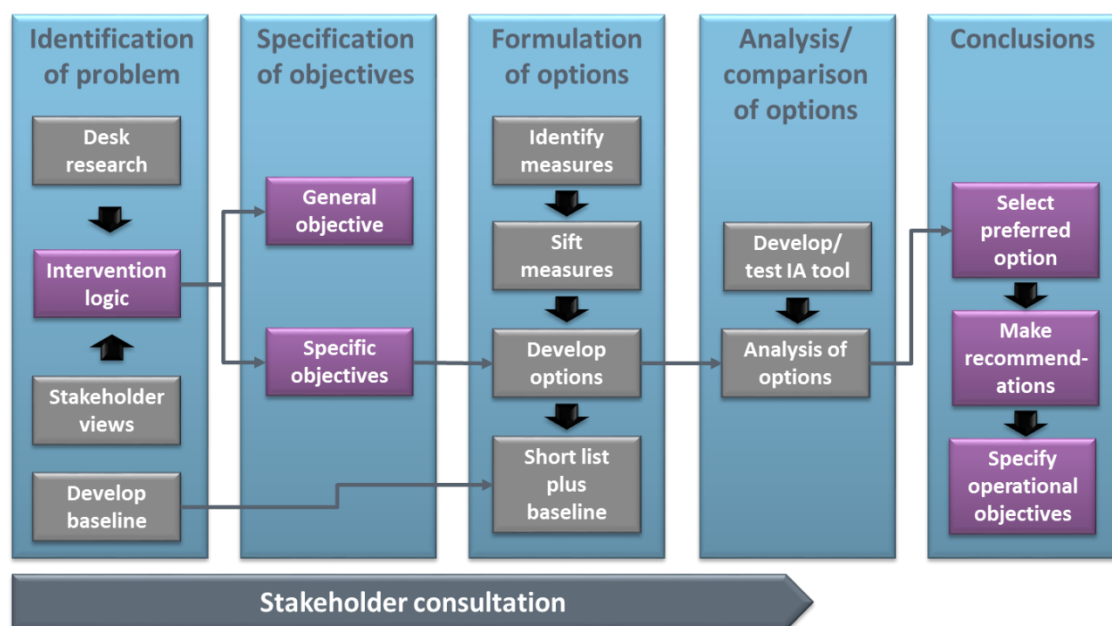 Identification
of problem
Desk
research
Intervention
logic
Stakeholder
views
Develop
baseline
Specification
of objectives
General
objective
Specific
objectives
Formulation
of options
Identify
measures
Sift
measures
Develop
options
Short list
plus
baseline
Analysis/
comparison
of options
Develop/
test IA tool
Analysis of
options
Conclusions
Select
preferred
option
Make
recommend-
ations
Specify
operational
objectives
Stakeholder consultation